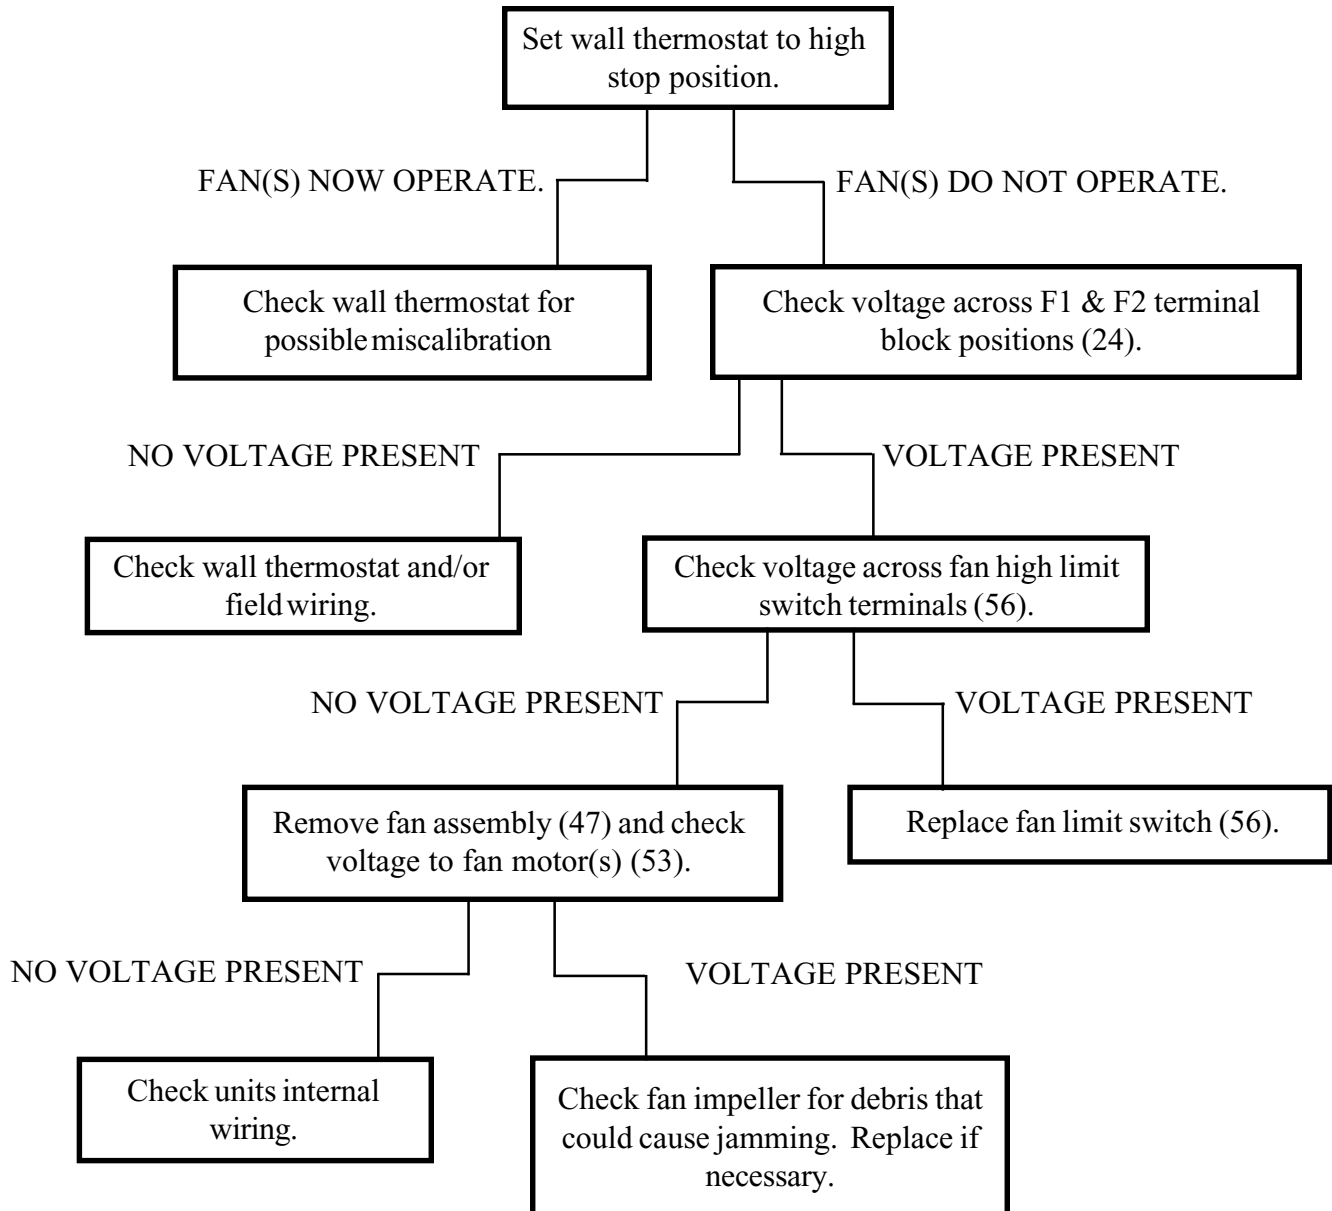 Set wall thermostat to high
stop position.
FAN(S) NOW OPERATE.
FAN(S) DO NOT OPERATE.
Check wall thermostat for
possible miscalibration
Check voltage across F1 & F2 terminal
block positions (24).
NO VOLTAGE PRESENT
VOLTAGE PRESENT
Check wall thermostat and/or
field wiring.
Check voltage across fan high limit
switch terminals (56).
NO VOLTAGE PRESENT
VOLTAGE PRESENT
Remove fan assembly (47) and check
voltage to fan motor(s) (53).
Replace fan limit switch (56).
NO VOLTAGE PRESENT
VOLTAGE PRESENT
Check units internal
wiring.
Check fan impeller for debris that
could cause jamming.  Replace if
necessary.